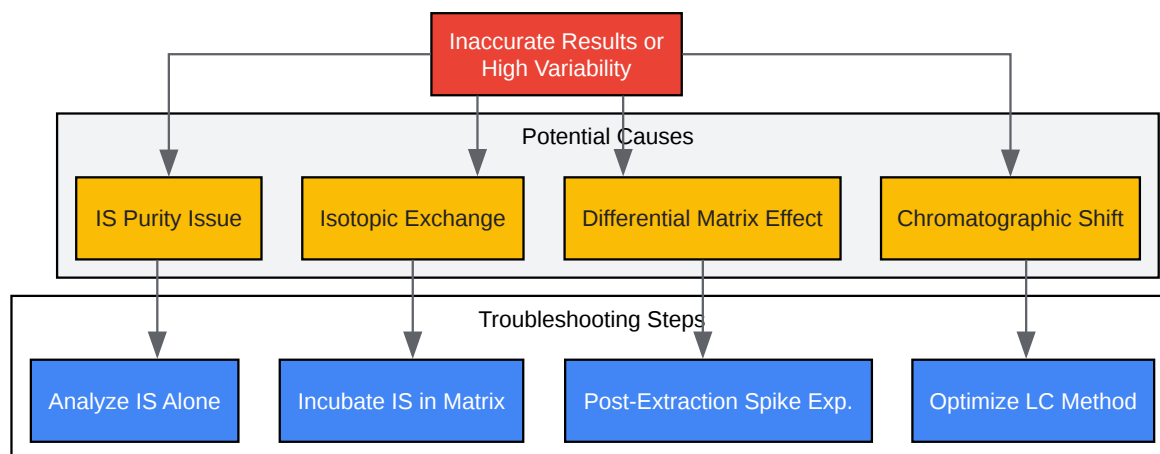 Inaccurate Results or
High Variability
Potential Causes
IS Purity Issue
Isotopic Exchange
Differential Matrix Effect
Chromatographic Shift
Troubleshooting Steps
Analyze IS Alone
Incubate IS in Matrix
Post-Extraction Spike Exp.
Optimize LC Method